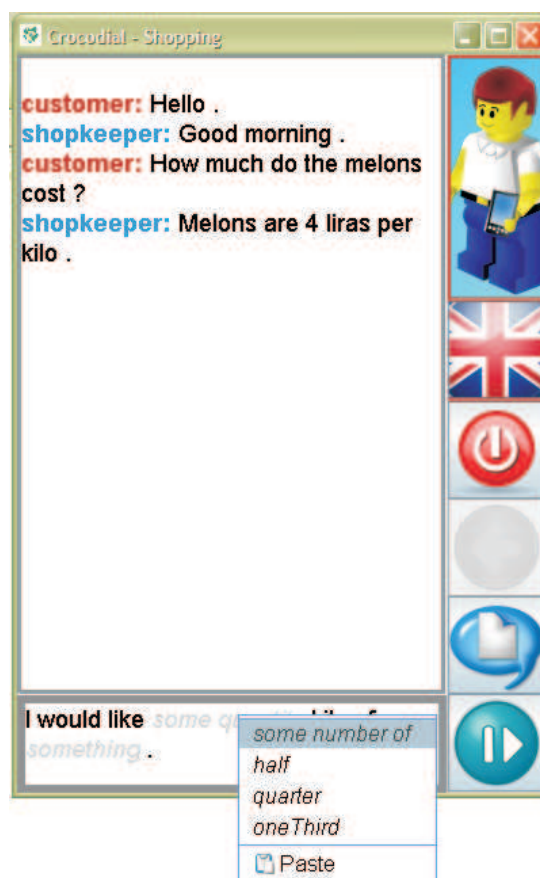 Crocodial - Shopping
customer: Hello .
shopkeeper: Good morning .
customer: How much do the melons
cost ?
shopkeeper: Melons are 4 liras per
kilo .
I would like some
something .
some number of
half
quarter
oneThird
Paste